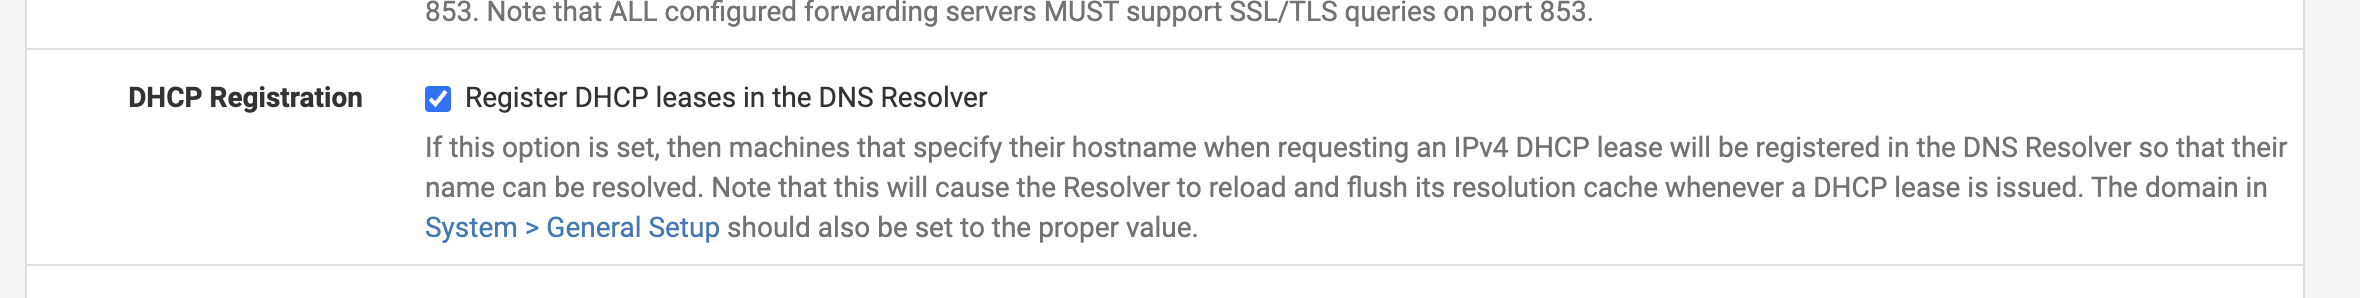 853. Note that ALL configured forwarding servers MUST support SSL/TLS queries on port 853.
DHCP Registration
Register DHCP leases in the DNS Resolver
If this option is set, then machines that specify their hostname when requesting an IPv4 DHCP lease will be registered in the DNS Resolver so that their
name can be resolved. Note that this will cause the Resolver to reload and flush its resolution cache whenever a DHCP lease is issued. The domain in
System > General Setup should also be set to the proper value.